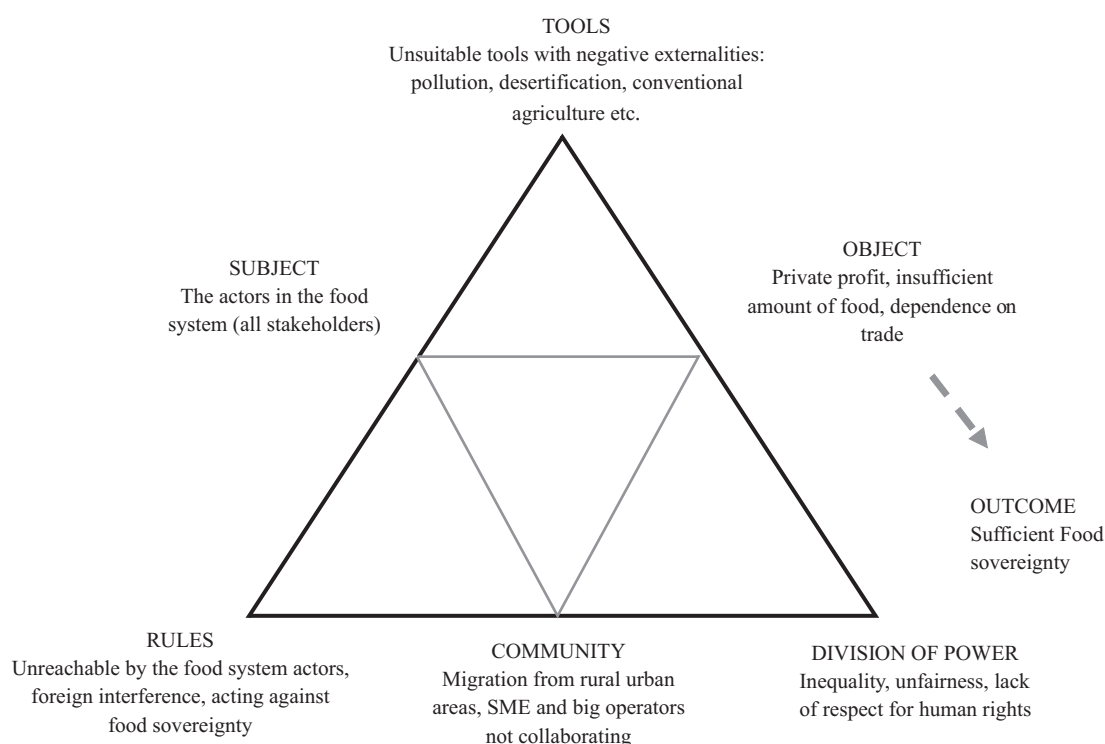 TOOLS
Unsuitable tools with negative externalities:
pollution, desertification, conventional
agriculture etc.
SUBJECT
The actors in the food
system (all stakeholders)
OBJECT
Private profit, insufficient
amount of food, dependence on
trade
OUTCOME
Sufficient Food
sovereignty
RULES
Unreachable by the food system actors,
foreign interference, acting against
food sovereignty
COMMUNITY
Migration from rural urban
areas, SME and big operators
not collaborating
DIVISION OF POWER
Inequality, unfairness, lack
of respect for human rights